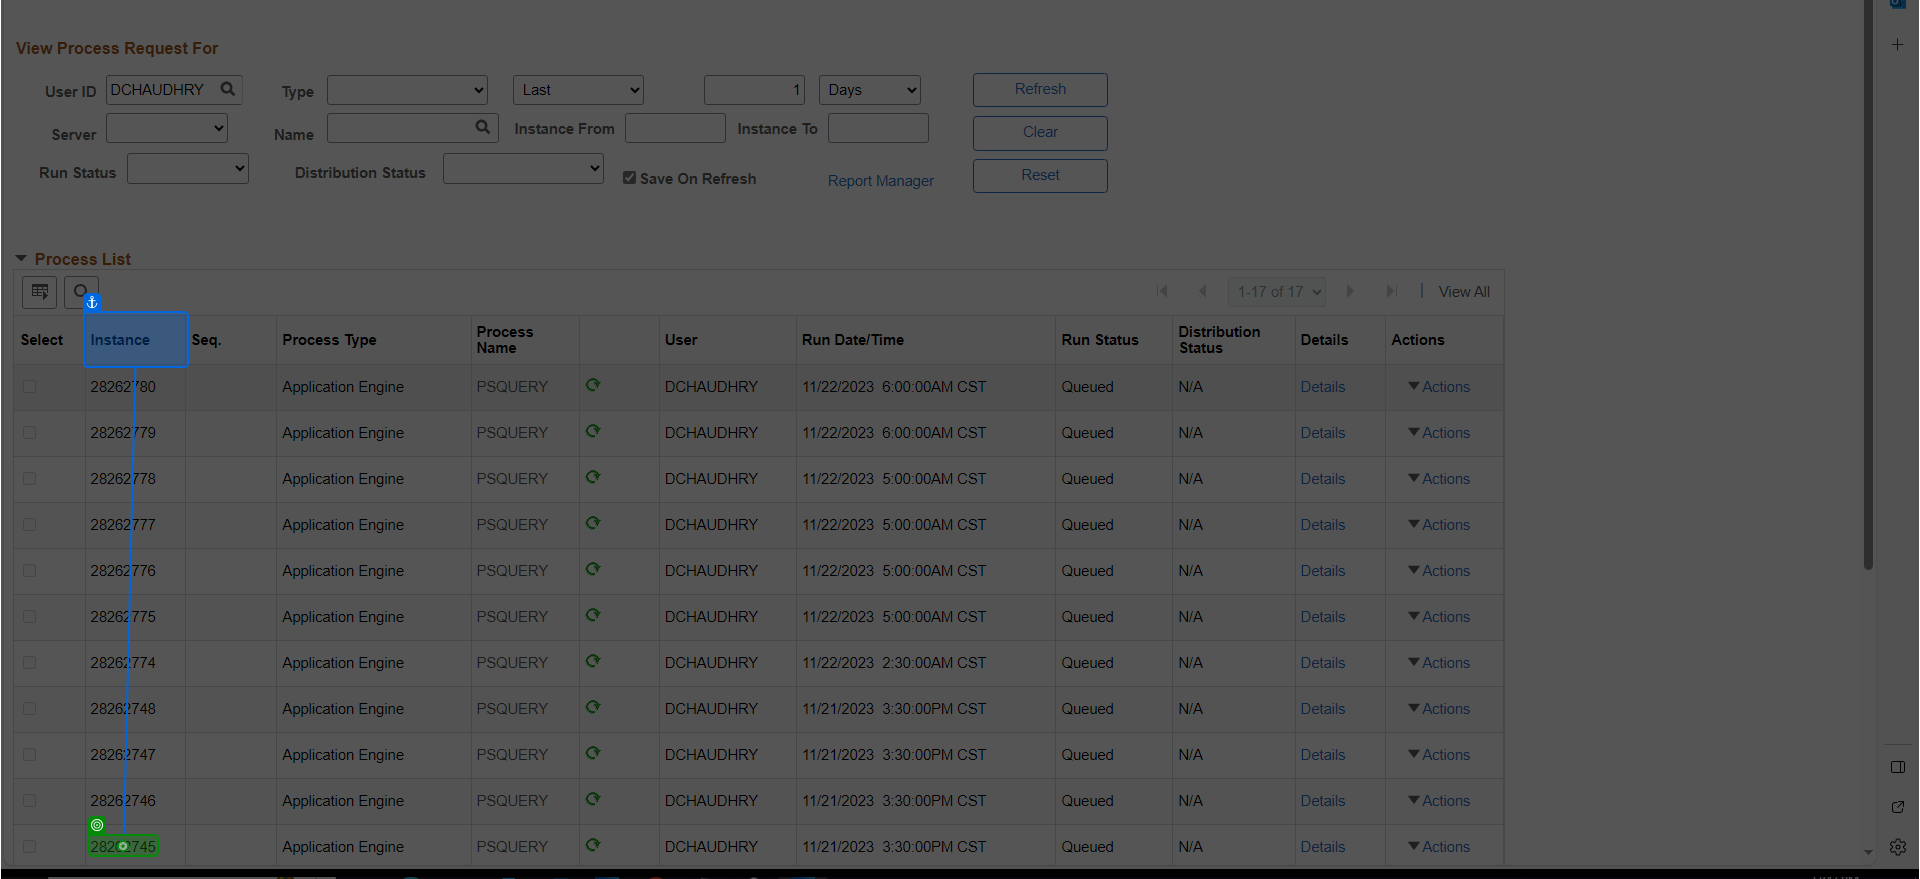 View Process Request For
User ID DCHAUDHRY Type Last 1 Days Refresh
Server Name Instance From Instance To Clear
Run Status Distribution Status Save On Refresh Report Manager Reset
Process List
1-17 of 17 View All
Select Instance Seq. Process Type Process Name User Run Date/Time Run Status Distribution Status Details Actions
28262780 Application Engine PSQUERY DCHAUDHRY 11/22/2023 6:00:00AM CST Queued N/A Details Actions
28262779 Application Engine PSQUERY DCHAUDHRY 11/22/2023 6:00:00AM CST Queued N/A Details Actions
28262778 Application Engine PSQUERY DCHAUDHRY 11/22/2023 5:00:00AM CST Queued N/A Details Actions
28262777 Application Engine PSQUERY DCHAUDHRY 11/22/2023 5:00:00AM CST Queued N/A Details Actions
28262776 Application Engine PSQUERY DCHAUDHRY 11/22/2023 5:00:00AM CST Queued N/A Details Actions
28262775 Application Engine PSQUERY DCHAUDHRY 11/22/2023 5:00:00AM CST Queued N/A Details Actions
28262774 Application Engine PSQUERY DCHAUDHRY 11/22/2023 2:30:00AM CST Queued N/A Details Actions
28262748 Application Engine PSQUERY DCHAUDHRY 11/21/2023 3:30:00PM CST Queued N/A Details Actions
28262747 Application Engine PSQUERY DCHAUDHRY 11/21/2023 3:30:00PM CST Queued N/A Details Actions
28262746 Application Engine PSQUERY DCHAUDHRY 11/21/2023 3:30:00PM CST Queued N/A Details Actions
28262745 Application Engine PSQUERY DCHAUDHRY 11/21/2023 3:30:00PM CST Queued N/A Details Actions